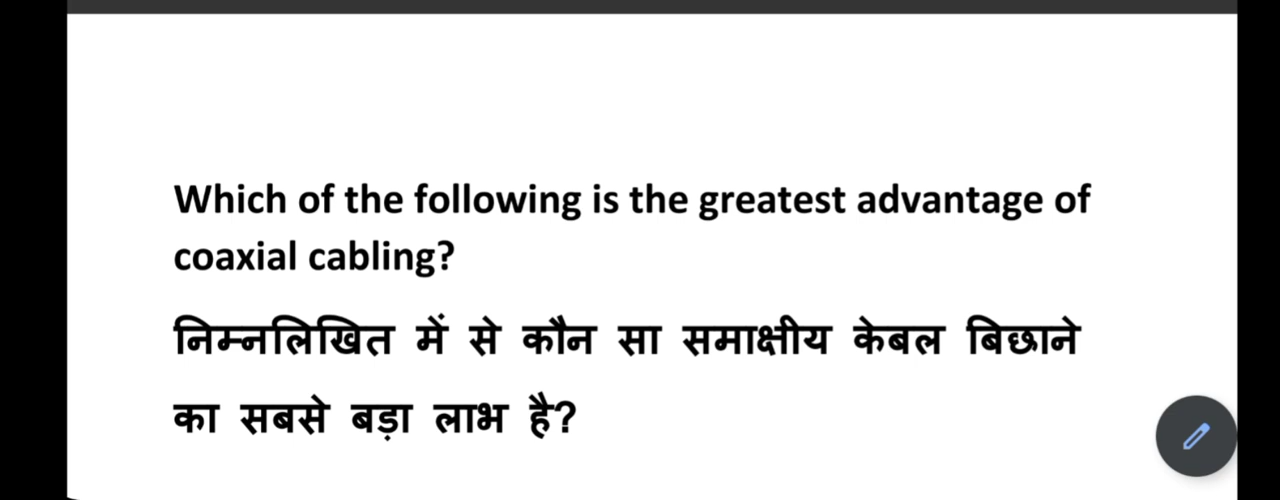 Which of the following is the greatest advantage of
coaxial cabling?
निम्नलिखित में से कौन सा समाक्षीय केबल बिछाने
का सबसे बड़ा लाभ है?